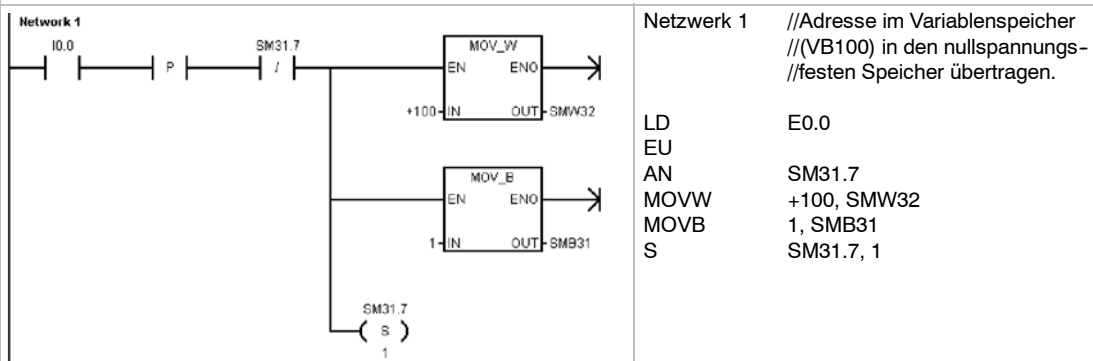 Network 1
I0.0
P
SM31.7
/
MOV_W
EN ENO
+100 IN OUT SMW32
MOV_B
EN ENO
1 IN OUT SMB31
SM31.7
S
1
Netzwerk 1 //Adresse im Variablenspeicher
//(VB100) in den nullspannungs-
//festen Speicher übertragen.
LD E0.0
EU
AN SM31.7
MOVW +100, SMW32
MOVB 1, SMB31
S SM31.7, 1